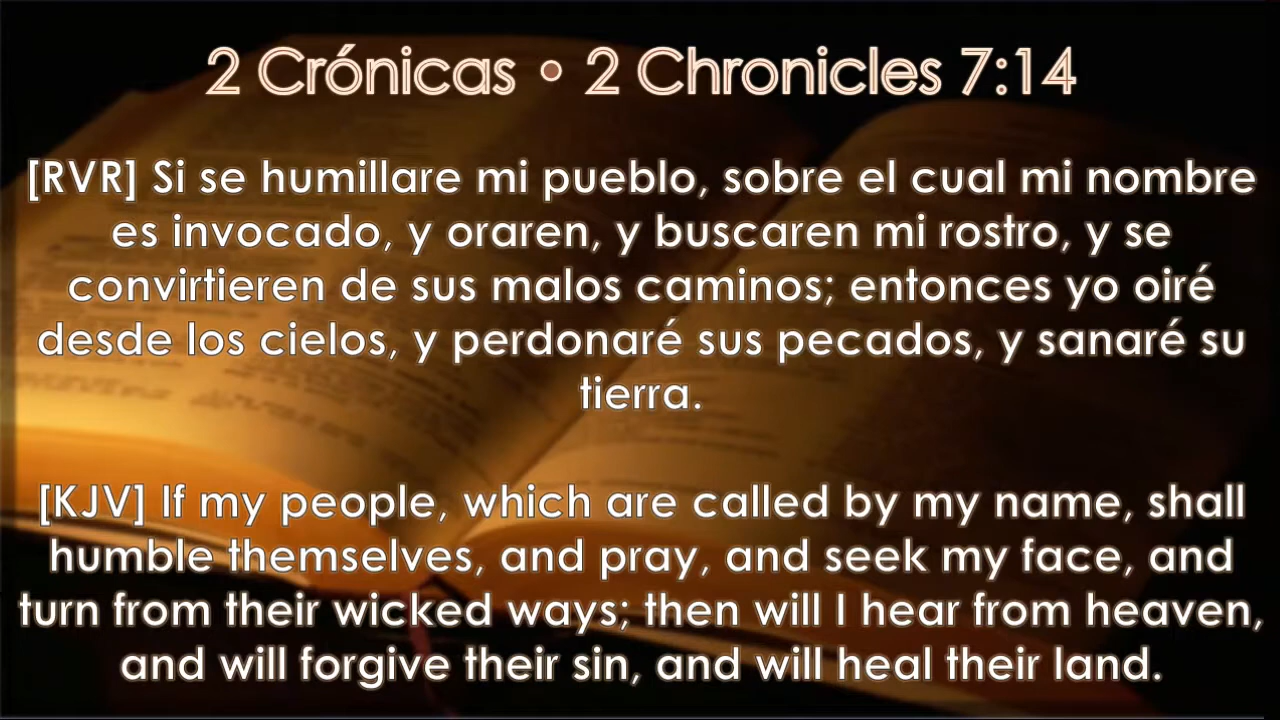 2 Crónicas • 2 Chronicles 7:14
[RVR] Si se humillare mi pueblo, sobre el cual mi nombre
es invocado, y oraren, y buscaren mi rostro, y se
convirtieren de sus malos caminos; entonces yo oiré
desde los cielos, y perdonaré sus pecados, y sanaré su
tierra.
[KJV] If my people, which are called by my name, shall
humble themselves, and pray, and seek my face, and
turn from their wicked ways; then will I hear from heaven,
and will forgive their sin, and will heal their land.